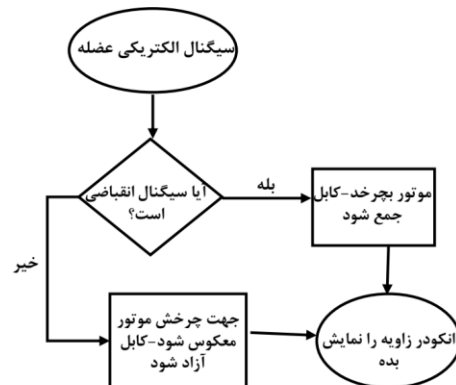 سیگنال الکتریکی عضله
آیا سیگنال انقباضی
است؟
بله
موتور بچرخد-کابل
جمع شود
خیر
جهت چرخش موتور
معکوس شود-کابل
آزاد شود
انکودر زاویه را نمایش
بده